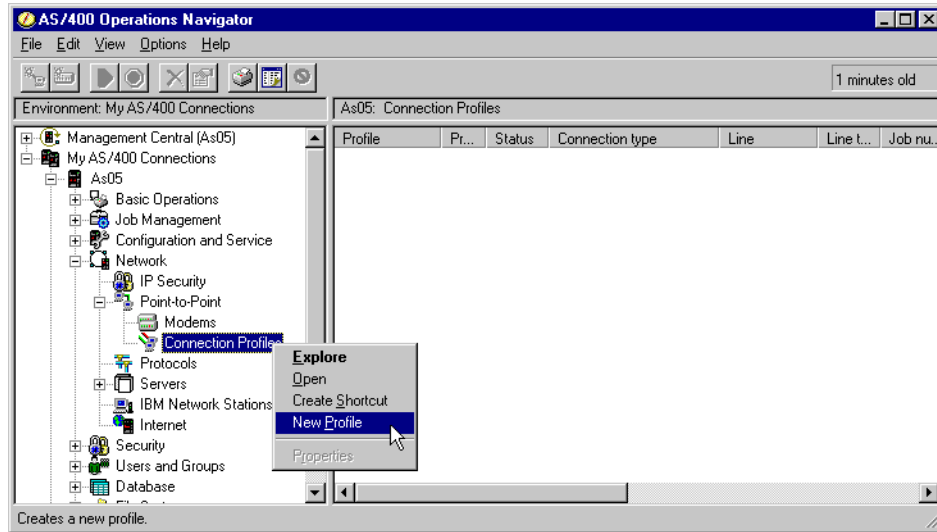 AS/400 Operations Navigator
File Edit View Options Help
1 minutes old
Environment: My AS/400 Connections
As05: Connection Profiles
Profile Pr... Status Connection type Line Line t... Job nu..
Management Central (As05)
My AS/400 Connections
As05
Basic Operations
Job Management
Configuration and Service
Network
IP Security
Point-to-Point
Modems
Connection Profiles
Protocols
Servers
IBM Network Stations
Internet
Security
Users and Groups
Database
Explore
Open
Create Shortcut
New Profile
Properties
Creates a new profile.